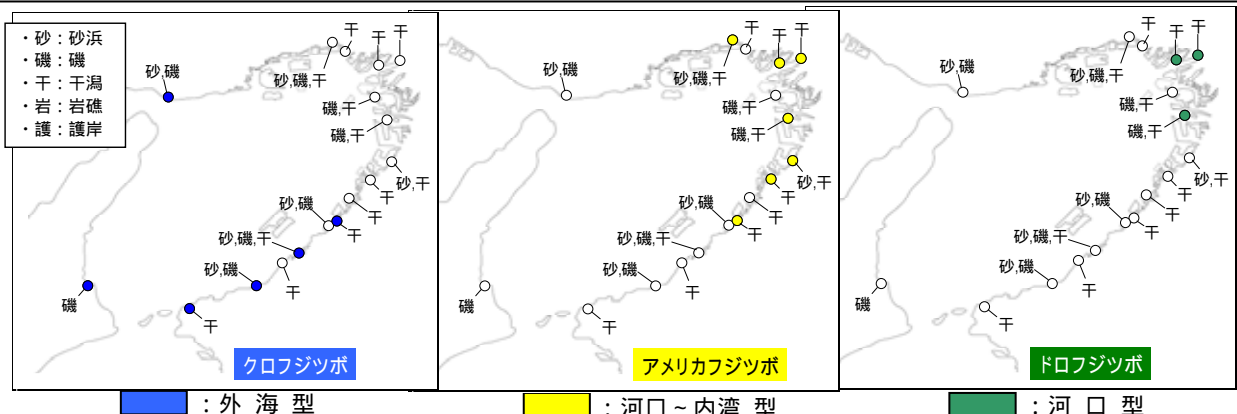 ・砂：砂浜
・磯：磯
・干：干潟
・岩：岩礁
・護：護岸
砂,磯
砂,磯,干
干
干
干
磯,干
磯,干
砂,干
干
干
砂,磯
干
砂,磯,干
砂,磯
干
磯
干
クロフジツボ
：外 海 型
砂,磯
砂,磯,干
干
干
干
磯,干
磯,干
砂,干
干
干
砂,磯
干
砂,磯,干
砂,磯
干
磯
干
アメリカフジツボ
：河口～内湾 型
砂,磯
砂,磯,干
干
干
干
磯,干
磯,干
砂,干
干
干
砂,磯
干
砂,磯,干
砂,磯
干
磯
干
ドロフジツボ
：河 口 型